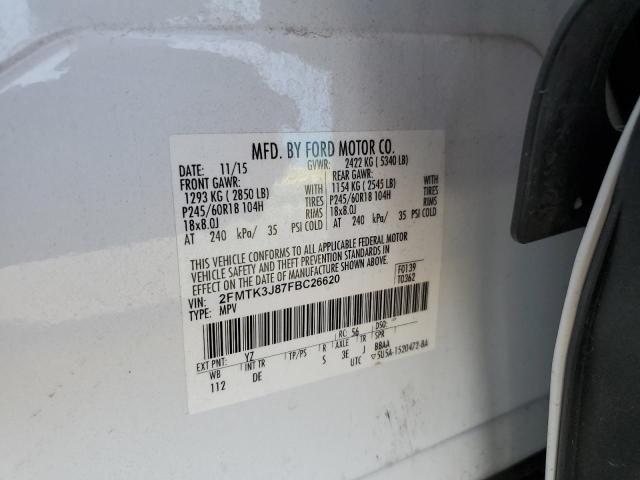 MFD. BY FORD MOTOR CO.
DATE: 11/15 GVWR: 2422 KG ( 5340 LB)
FRONT GAWR: REAR GAWR:
1293 KG ( 2850 LB) WITH 1154 KG ( 2545 LB) WITH
P245/60R18 104H TIRES P245/60R18 104H TIRES
18x8.0J RIMS 18x8.0J RIMS
AT 240 kPa/ 35 PSI COLD AT 240 kPa/ 35 PSI COLD
THIS VEHICLE CONFORMS TO ALL APPLICABLE FEDERAL MOTOR
VEHICLE SAFETY AND THEFT PREVENTION STANDARDS IN
EFFECT ON THE DATE OF MANUFACTURE SHOWN ABOVE.
VIN: 2FMTK3J87FBC26620 F0139
TYPE: MPV T0362
RC: 56 DSO:
EXT PNT: YZ
WB INT TR TP/PS R AXLE TR SPR
112 DE S 3E J BBAA
UTC ▽5U5A-1520472-BA